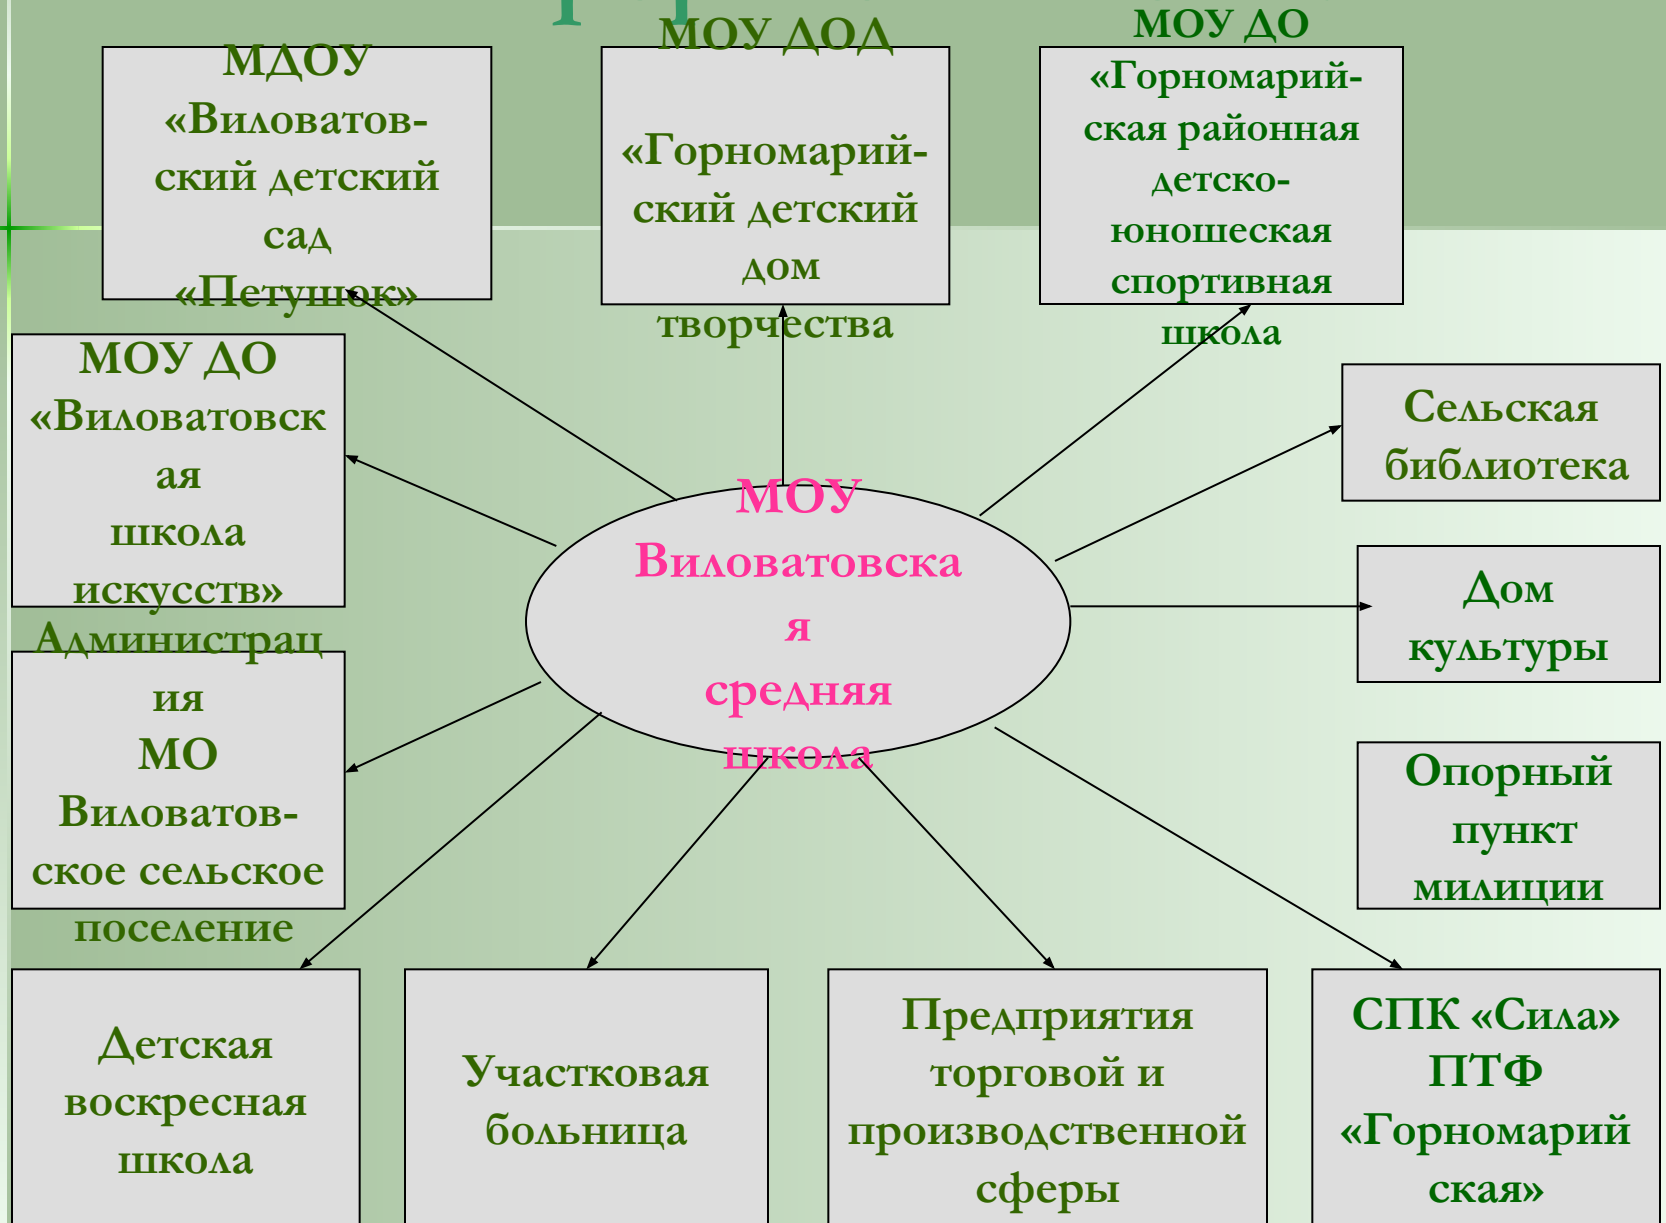 МДОУ
«Виловатов-
ский детский
сад
«Петушок»
МОУ ДОД
«Горномарий-
ский детский
дом
творчества
МОУ ДО
«Горномарий-
ская районная
детско-
юношеская
спортивная
школа
МОУ ДО
«Виловатовск
ая
школа
искусств»
Сельская
библиотека
МОУ
Виловатовска
я
средняя
школа
Дом
культуры
Администрац
ия
МО
Виловатов-
ское сельское
поселение
Опорный
пункт
милиции
Детская
воскресная
школа
Участковая
больница
Предприятия
торговой и
производственной
сферы
СПК «Сила»
ПТФ
«Горномарий
ская»